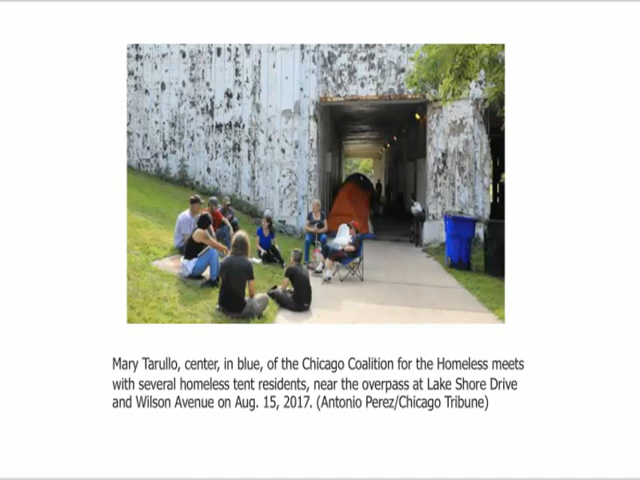 Mary Tarullo, center, in blue, of the Chicago Coalition for the Homeless meets
with several homeless tent residents, near the overpass at Lake Shore Drive
and Wilson Avenue on Aug. 15, 2017. (Antonio Perez/Chicago Tribune)